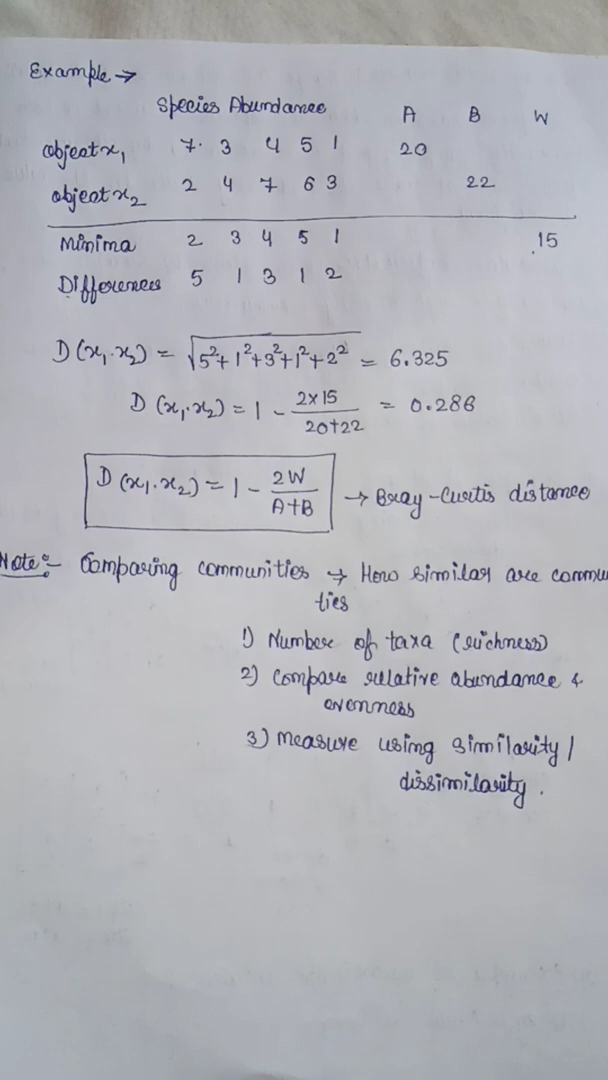 Example →
Species Abundance A B W
object x₁ 7. 3 4 5 1 20
object x₂ 2 4 7 6 3 22
Minima 2 3 4 5 1 15
Differences 5 1 3 1 2
D(x₁.x₂) = √5²+1²+3²+1²+2² = 6.325
D(x₁.x₂) = 1 - 2×15/20+22 = 0.286
D(x₁.x₂) = 1 - 2W/A+B → Bray-Curtis distance
Note:- Comparing communities → How similar are commu
ties
1) Number of taxa (richness)
2) Compare relative abundance &
evenness
3) Measure using similarity/
dissimilarity.